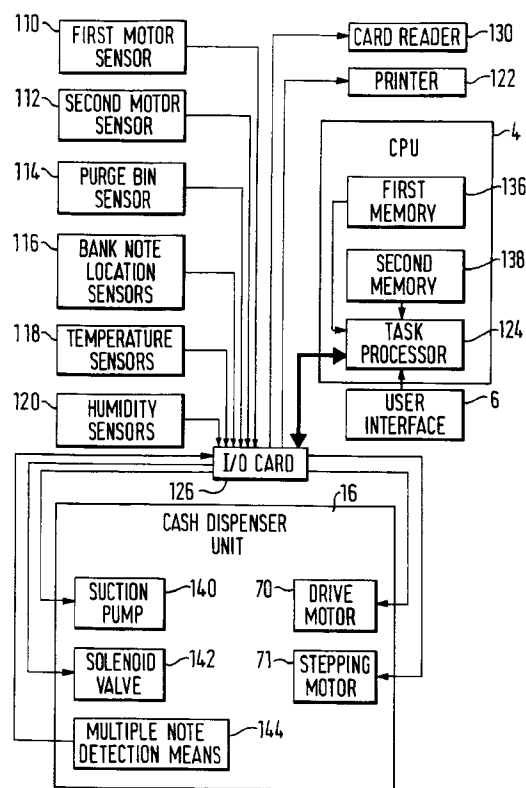 110
FIRST MOTOR
SENSOR
112
SECOND MOTOR
SENSOR
114
PURGE BIN
SENSOR
116
BANK NOTE
LOCATION
SENSORS
118
TEMPERATURE
SENSORS
120
HUMIDITY
SENSORS
CARD READER
130
PRINTER
122
4
CPU
FIRST
MEMORY
136
SECOND
MEMORY
138
TASK
PROCESSOR
124
USER
INTERFACE
6
I/O CARD
126
16
CASH DISPENSER
UNIT
SUCTION
PUMP
140
70
DRIVE
MOTOR
SOLENOID
VALVE
142
71
STEPPING
MOTOR
MULTIPLE NOTE
DETECTION MEANS
144